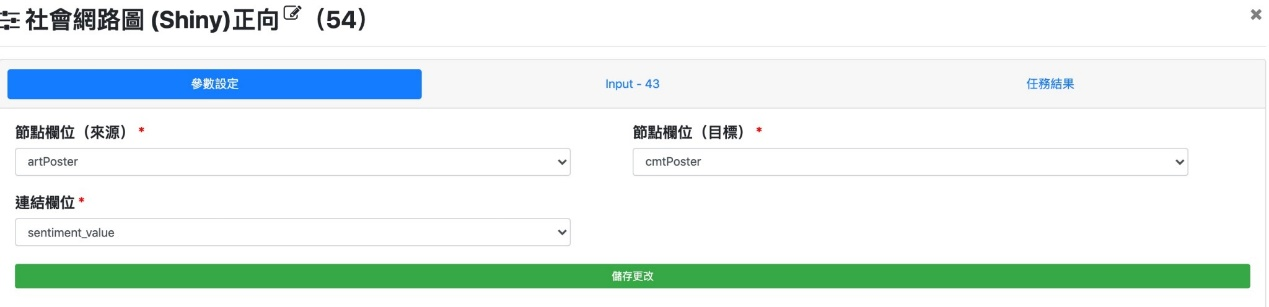 社會網路圖 (Shiny)正向（54）
參數設定 Input - 43 任務結果
節點欄位（來源）* 節點欄位（目標）*
artPoster cmtPoster
連結欄位*
sentiment_value
儲存更改